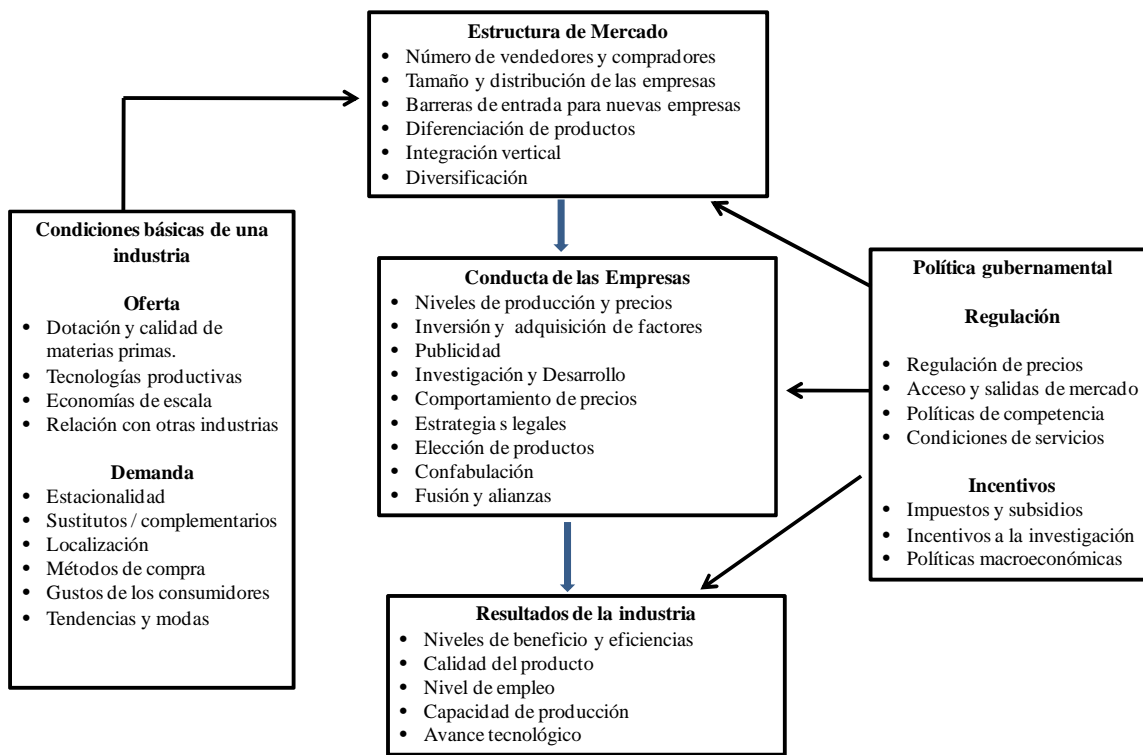 Estructura de Mercado
• Número de vendedores y compradores
• Tamaño y distribución de las empresas
• Barreras de entrada para nuevas empresas
• Diferenciación de productos
• Integración vertical
• Diversificación
Condiciones básicas de una
industria
Oferta
• Dotación y calidad de
materias primas.
• Tecnologías productivas
• Economías de escala
• Relación con otras industrias
Demanda
• Estacionalidad
• Sustitutos / complementarios
• Localización
• Métodos de compra
• Gustos de los consumidores
• Tendencias y modas
Conducta de las Empresas
• Niveles de producción y precios
• Inversión y adquisición de factores
• Publicidad
• Investigación y Desarrollo
• Comportamiento de precios
• Estrategia s legales
• Elección de productos
• Confabulación
• Fusión y alianzas
Política gubernamental
Regulación
• Regulación de precios
• Acceso y salidas de mercado
• Políticas de competencia
• Condiciones de servicios
Incentivos
• Impuestos y subsidios
• Incentivos a la investigación
• Políticas macroeconómicas
Resultados de la industria
• Niveles de beneficio y eficiencias
• Calidad del producto
• Nivel de empleo
• Capacidad de producción
• Avance tecnológico